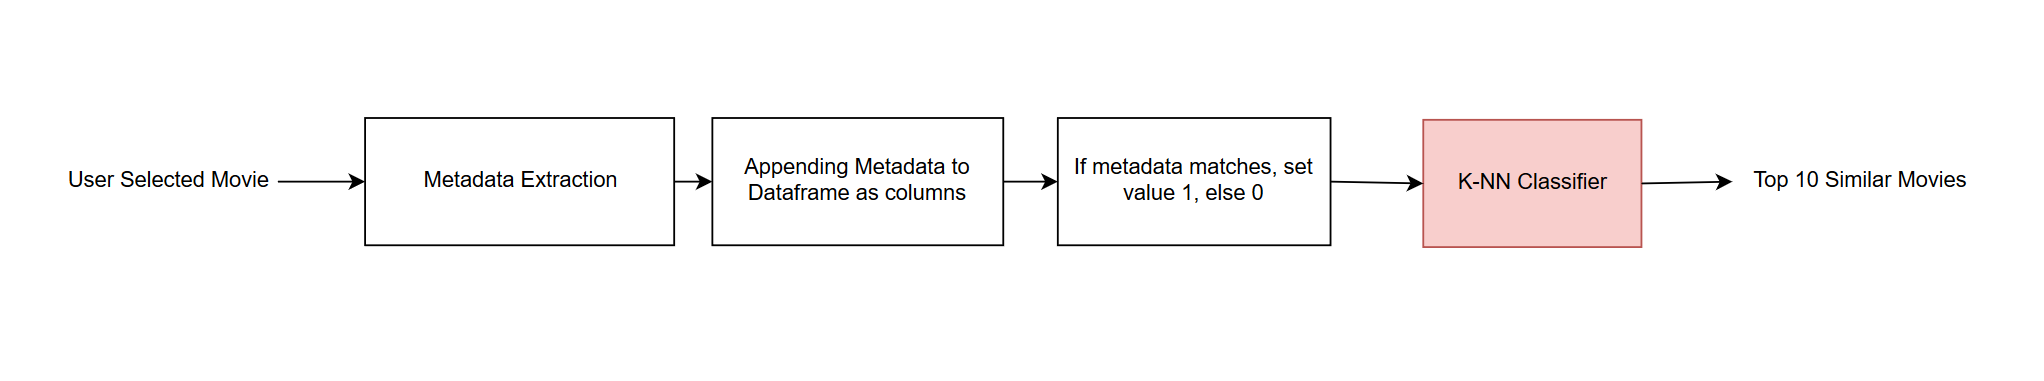 User Selected Movie
Metadata Extraction
Appending Metadata to
Dataframe as columns
If metadata matches, set
value 1, else 0
K-NN Classifier
Top 10 Similar Movies